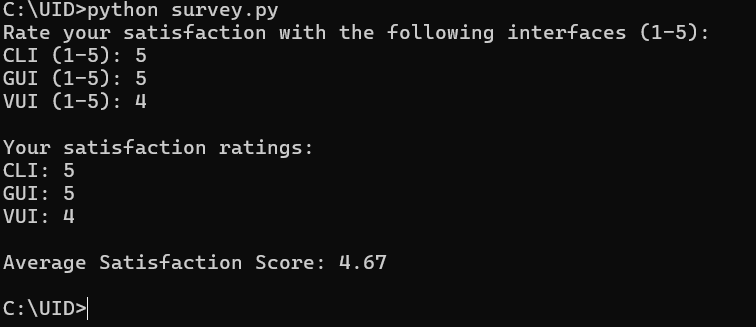 C:\UID>python survey.py
Rate your satisfaction with the following interfaces (1-5):
CLI (1-5): 5
GUI (1-5): 5
VUI (1-5): 4
Your satisfaction ratings:
CLI: 5
GUI: 5
VUI: 4
Average Satisfaction Score: 4.67
C:\UID>